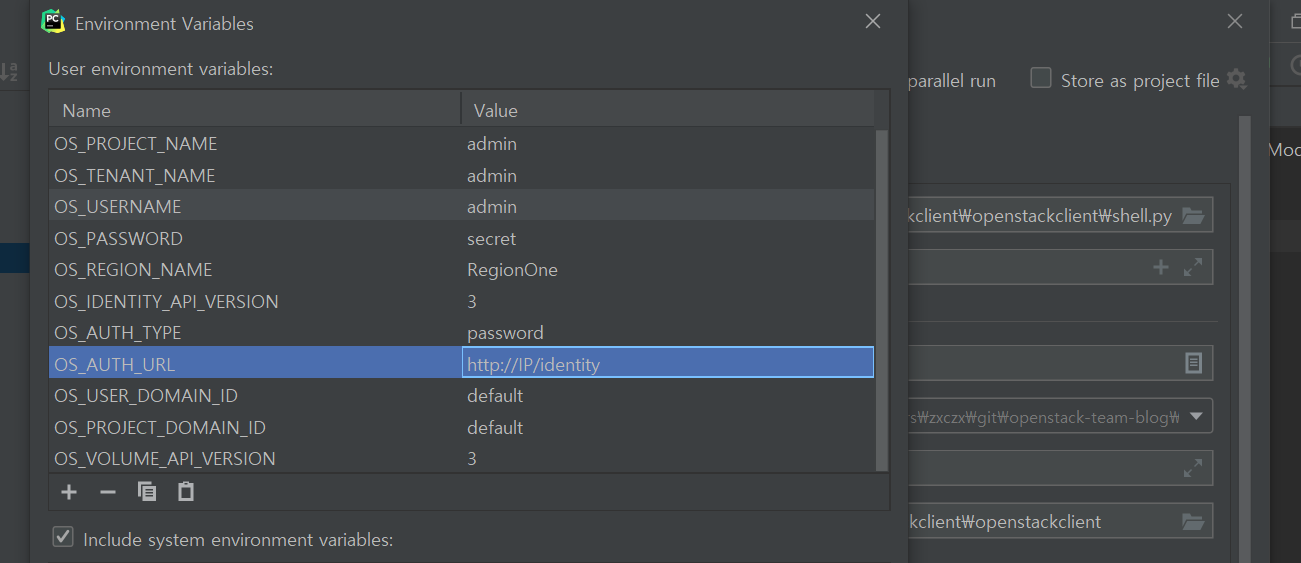 PC
Environment Variables
User environment variables:
Name Value
OS_PROJECT_NAME admin
OS_TENANT_NAME admin
OS_USERNAME admin
OS_PASSWORD secret
OS_REGION_NAME RegionOne
OS_IDENTITY_API_VERSION 3
OS_AUTH_TYPE password
OS_AUTH_URL http://IP/identity
OS_USER_DOMAIN_ID default
OS_PROJECT_DOMAIN_ID default
OS_VOLUME_API_VERSION 3
Include system environment variables:
parallel run Store as project file
kclient₩openstackclient₩shell.py
rs₩zxczx₩git₩openstack-team-blog₩
kclient₩openstackclient